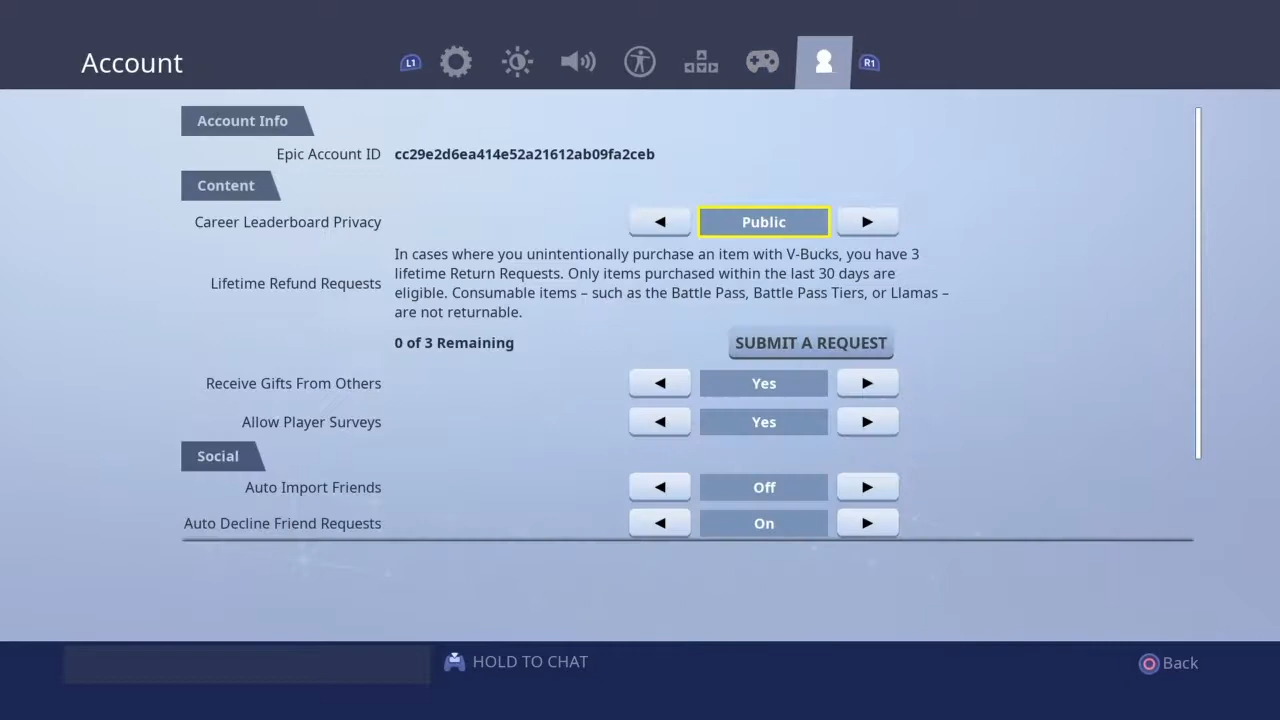 Account
L1
R1
Account Info
Epic Account ID cc29e2d6ea414e52a21612ab09fa2ceb
Content
Career Leaderboard Privacy Public
In cases where you unintentionally purchase an item with V-Bucks, you have 3
lifetime Return Requests. Only items purchased within the last 30 days are
Lifetime Refund Requests
eligible. Consumable items – such as the Battle Pass, Battle Pass Tiers, or Llamas –
are not returnable.
0 of 3 Remaining SUBMIT A REQUEST
Receive Gifts From Others Yes
Allow Player Surveys Yes
Social
Auto Import Friends Off
Auto Decline Friend Requests On
HOLD TO CHAT
Back